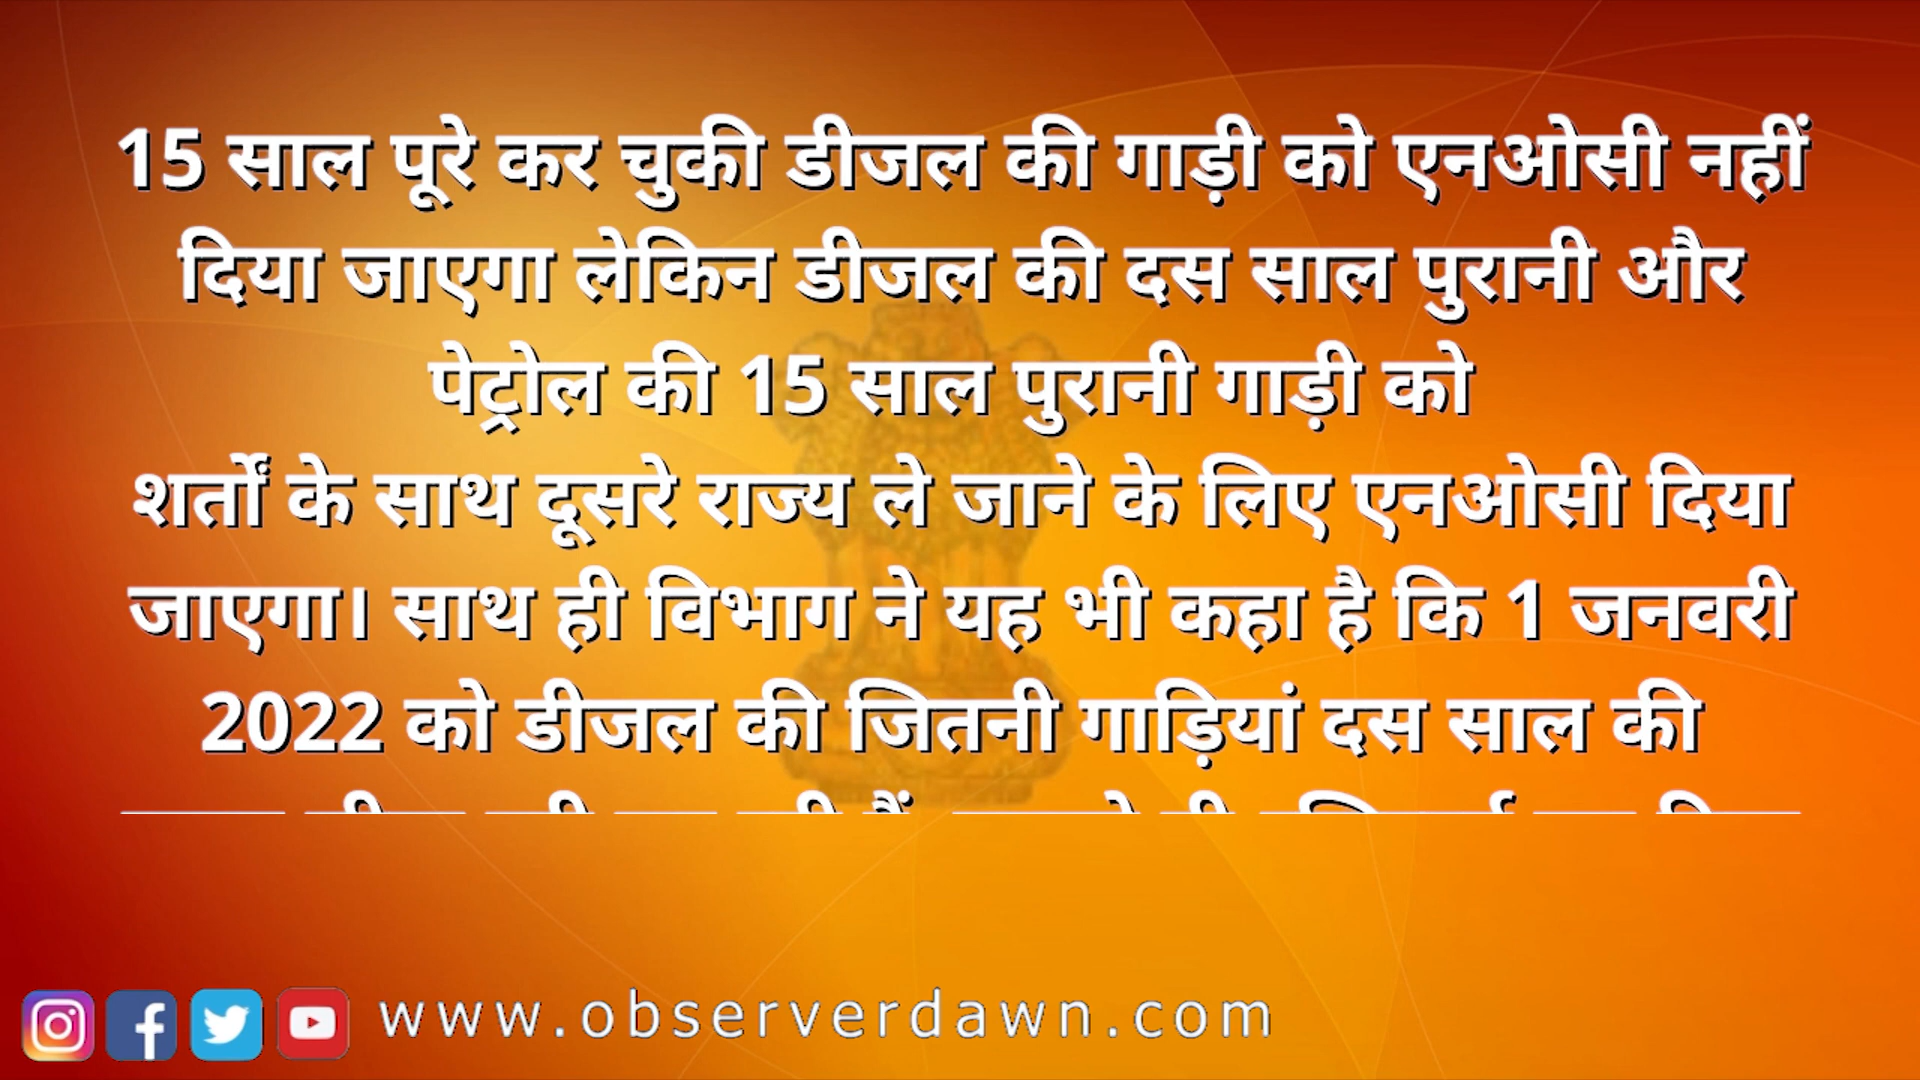 15 साल पूरे कर चुकी डीजल की गाड़ी को एनओसी नहीं
दिया जाएगा लेकिन डीजल की दस साल पुरानी और
पेट्रोल की 15 साल पुरानी गाड़ी को
शर्तों के साथ दूसरे राज्य ले जाने के लिए एनओसी दिया
जाएगा। साथ ही विभाग ने यह भी कहा है कि 1 जनवरी
2022 को डीजल की जितनी गाड़ियां दस साल की
www.observerdawn.com